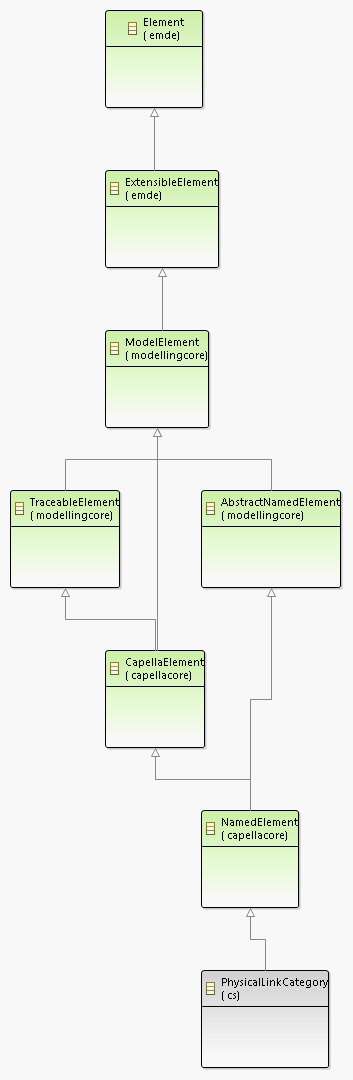 Element
( emde)
ExtensibleElement
( emde)
ModelElement
( modellingcore)
TraceableElement
( modellingcore)
AbstractNamedElement
( modellingcore)
CapellaElement
( capellacore)
NamedElement
( capellacore)
PhysicalLinkCategory
( cs)